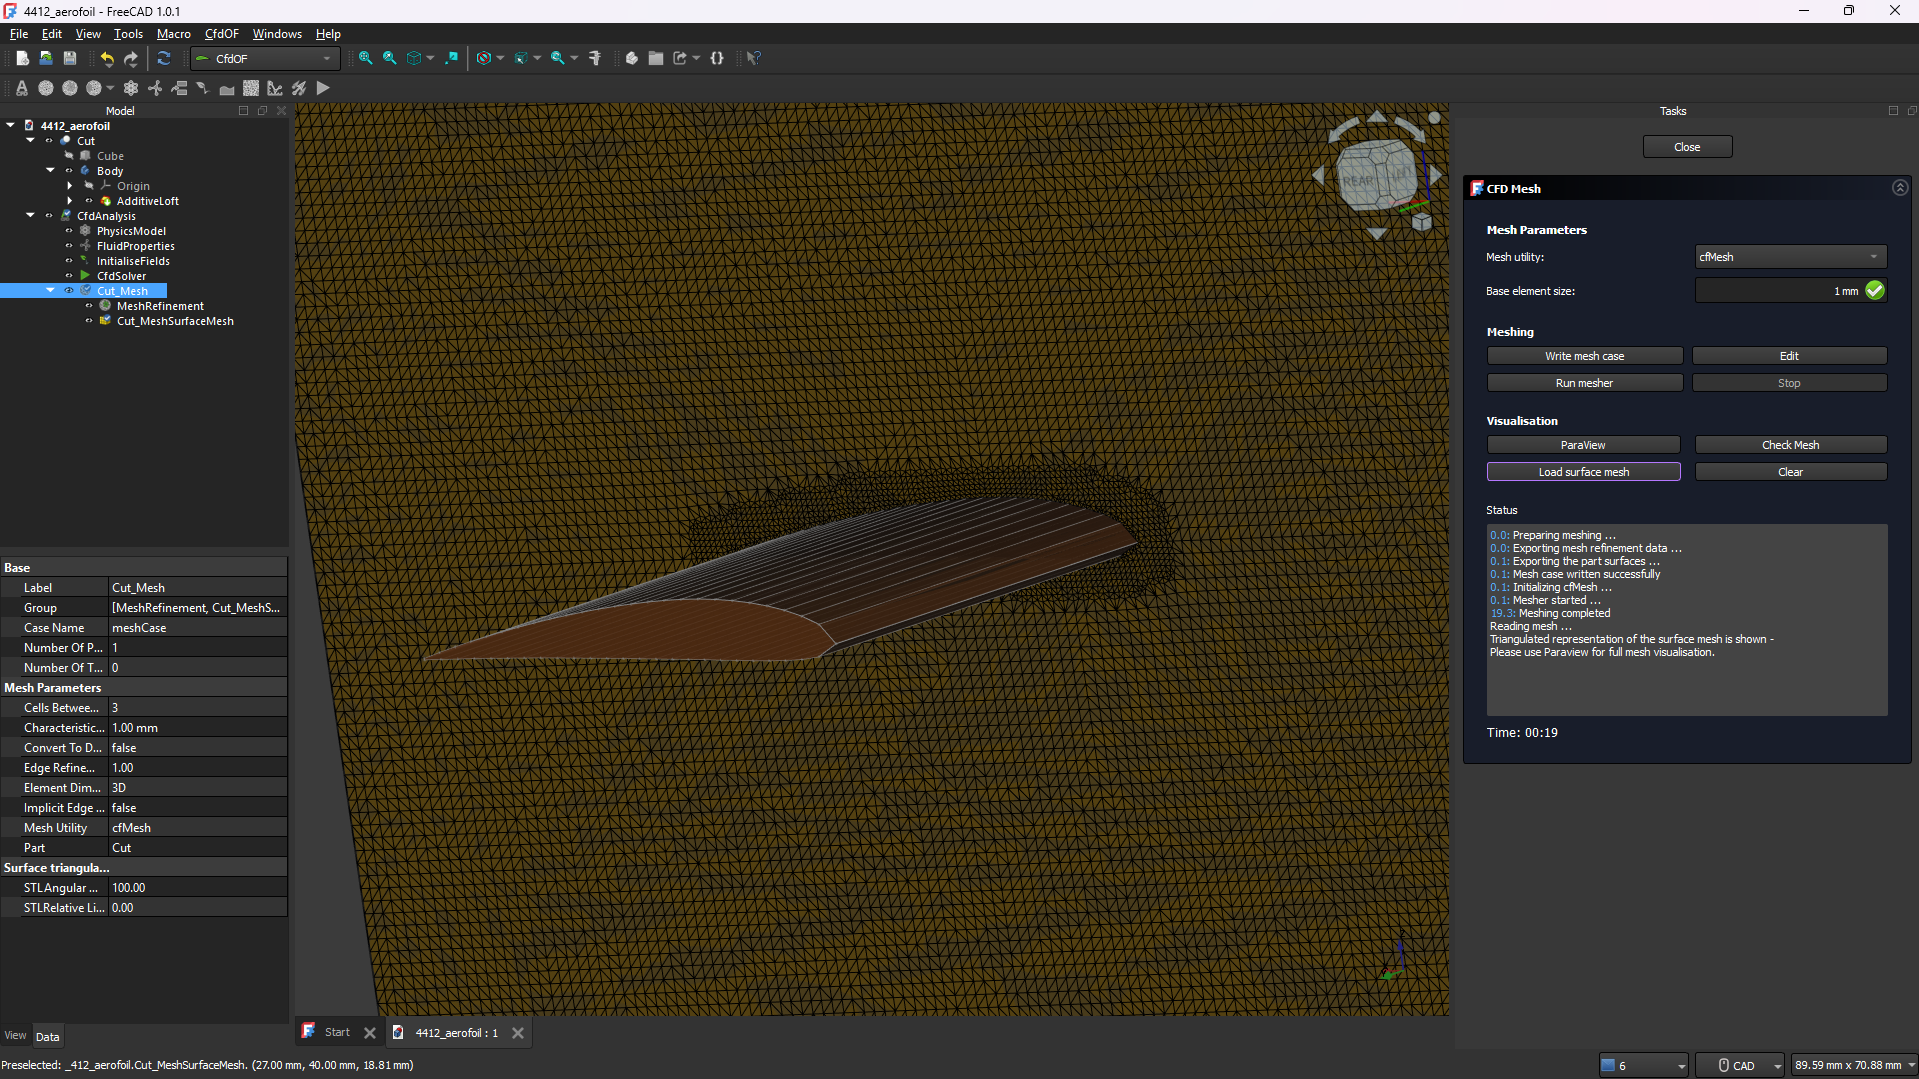 4412_aerofoil - FreeCAD 1.0.1
File Edit View Tools Macro CfdOF Windows Help
CfdOF
Model
4412_aerofoil
Cut
Cube
Body
Origin
AdditiveLoft
CfdAnalysis
PhysicsModel
FluidProperties
InitialiseFields
CfdSolver
Cut_Mesh
MeshRefinement
Cut_MeshSurfaceMesh
Base
Label Cut_Mesh
Group [MeshRefinement, Cut_MeshS...
Case Name meshCase
Number Of P... 1
Number Of T... 0
Mesh Parameters
Cells Betwee... 3
Characteristic... 1.00 mm
Convert To D... false
Edge Refine... 1.00
Element Dim... 3D
Implicit Edge ... false
Mesh Utility cfMesh
Part Cut
Surface triangula...
STLAngular ... 100.00
STLRelative Li... 0.00
View Data
REAR LEFT
Start
4412_aerofoil : 1
Tasks
Close
CFD Mesh
Mesh Parameters
Mesh utility: cfMesh
Base element size: 1 mm
Meshing
Write mesh case Edit
Run mesher Stop
Visualisation
ParaView Check Mesh
Load surface mesh Clear
Status
0.0: Preparing meshing ...
0.0: Exporting mesh refinement data ...
0.1: Exporting the part surfaces ...
0.1: Mesh case written successfully
0.1: Initializing cfMesh ...
0.1: Mesher started ...
19.3: Meshing completed
Reading mesh ...
Triangulated representation of the surface mesh is shown -
Please use Paraview for full mesh visualisation.
Time: 00:19
Preselected: _412_aerofoil.Cut_MeshSurfaceMesh. (27.00 mm, 40.00 mm, 18.81 mm)
6
CAD
89.59 mm x 70.88 mm